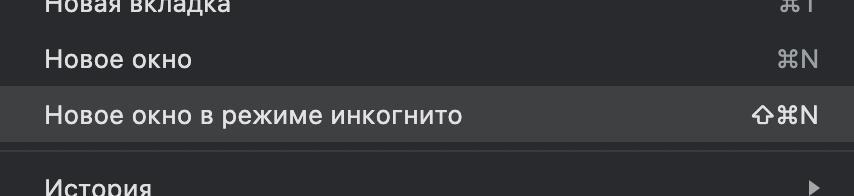 Новая вкладка ⌘T
Новое окно ⌘N
Новое окно в режиме инкогнито ⇧⌘N
История